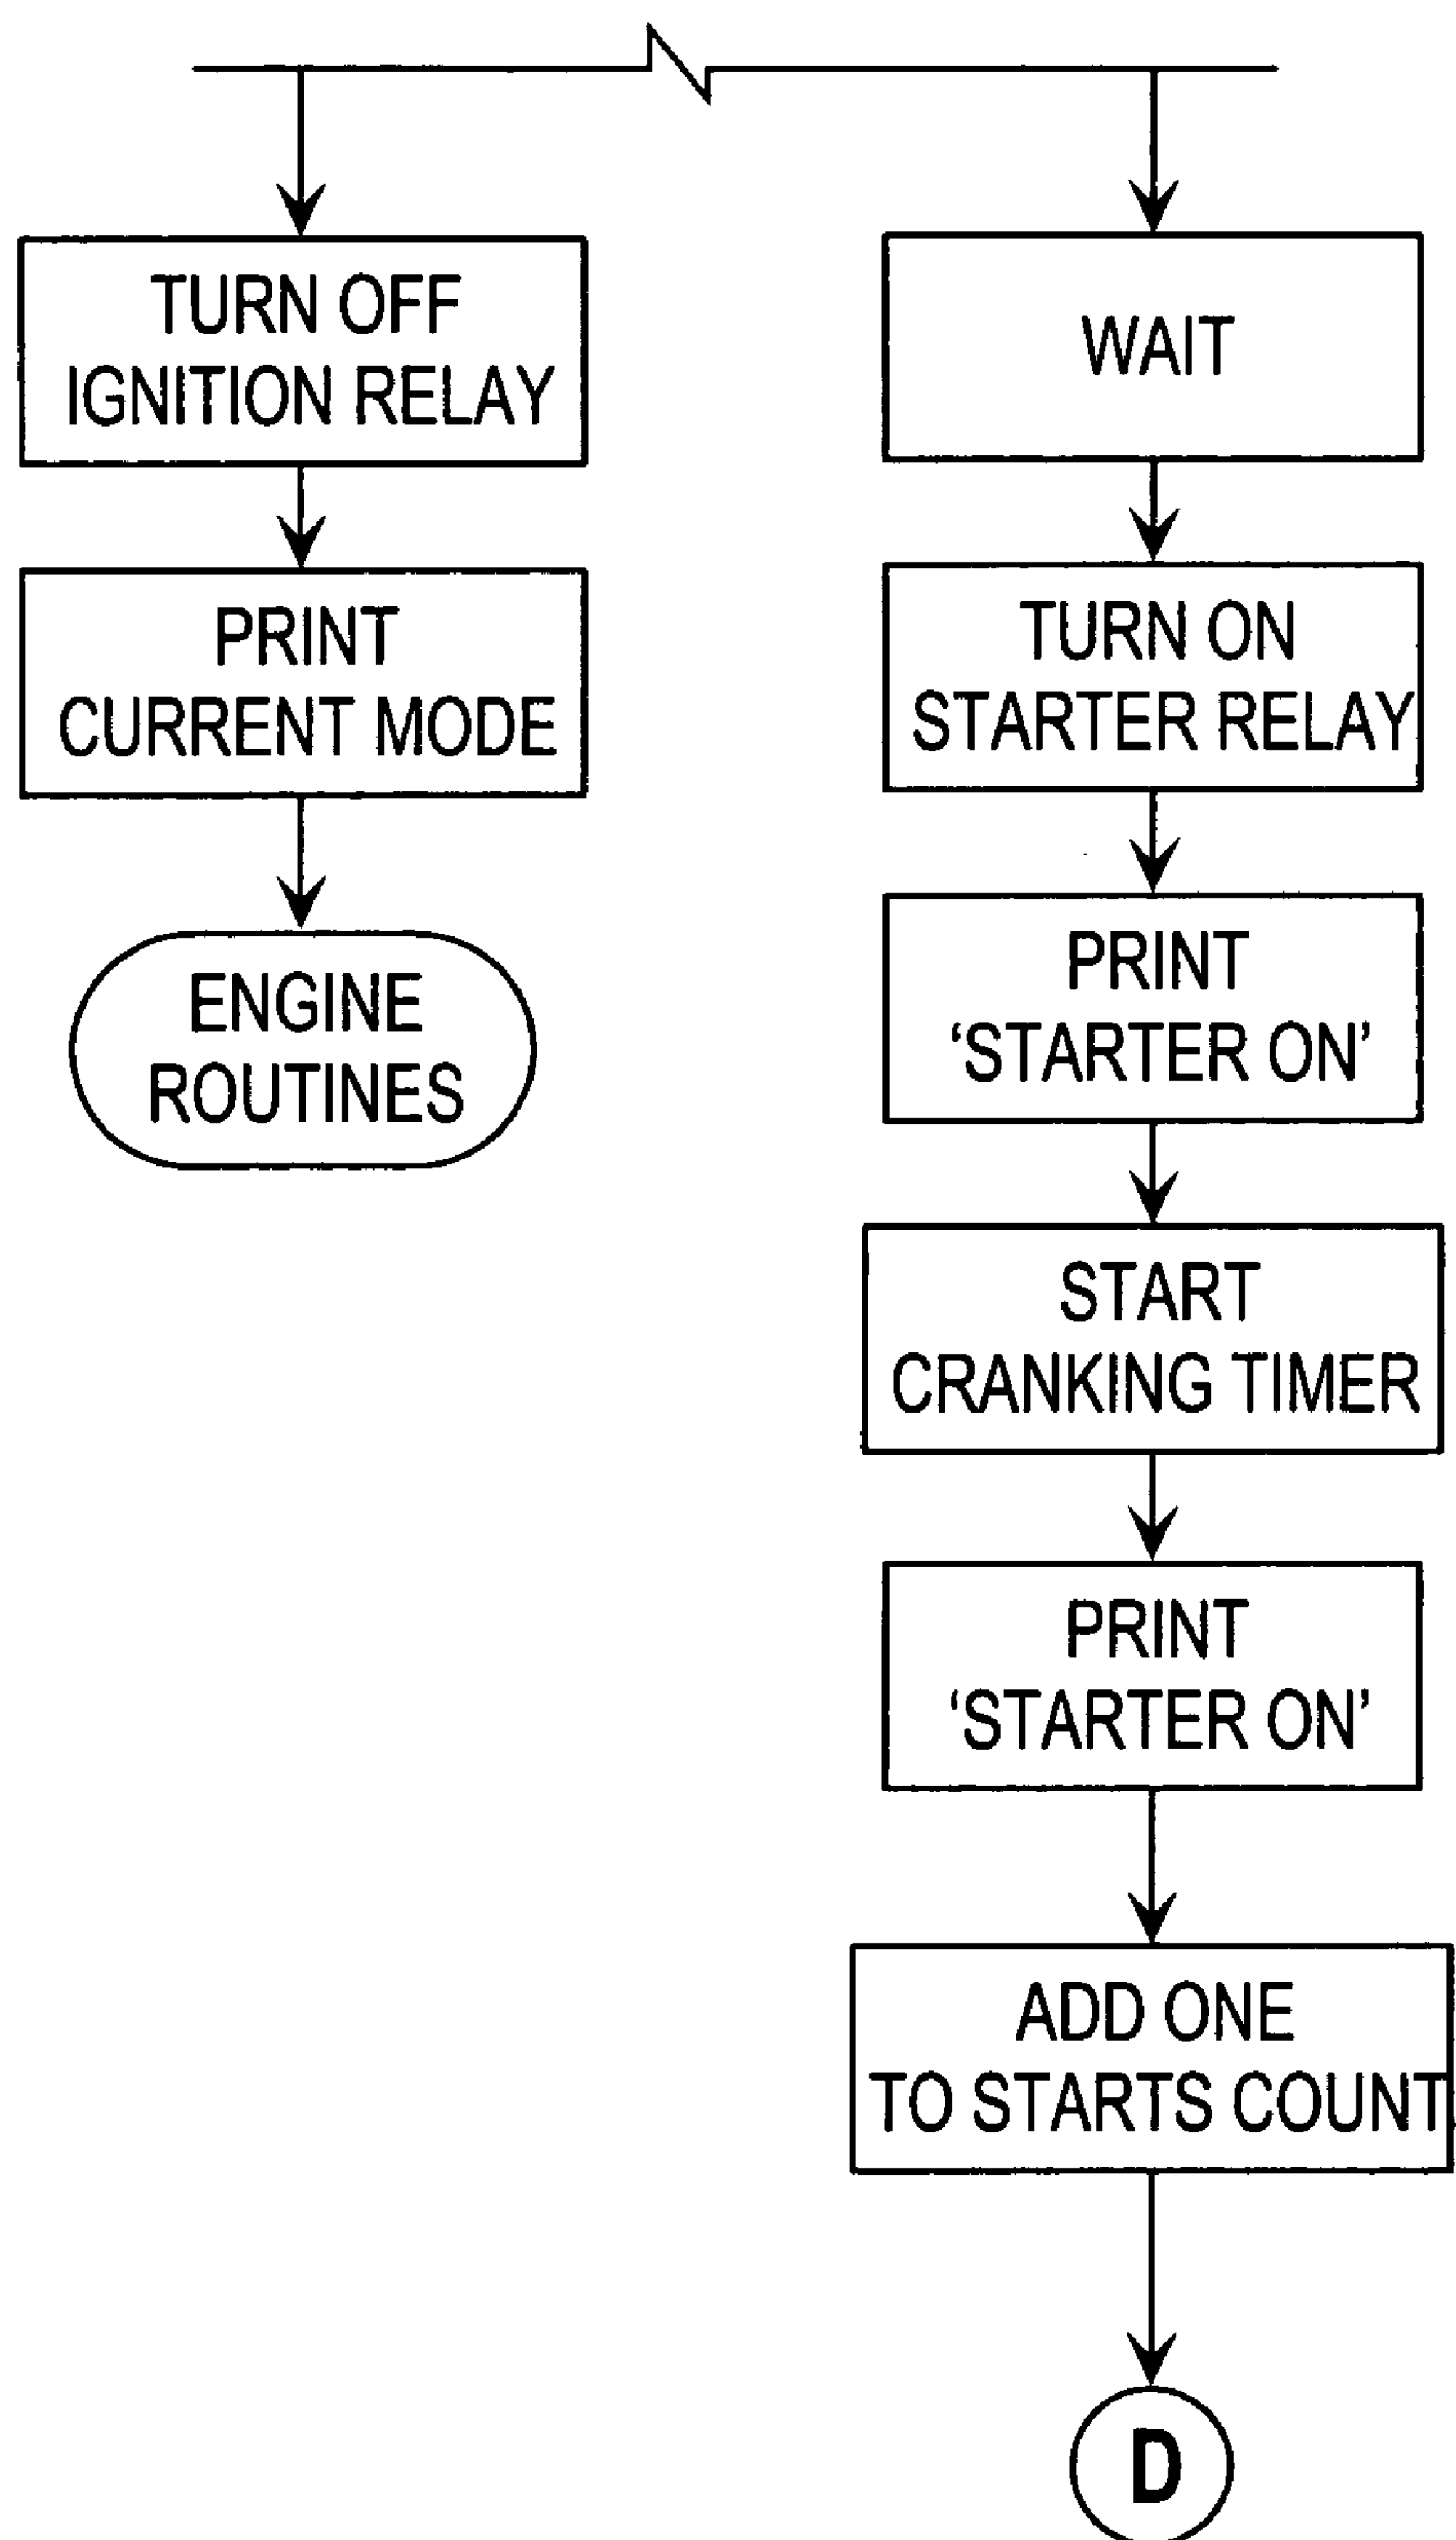 TURN OFF
IGNITION RELAY
PRINT
CURRENT MODE
ENGINE
ROUTINES
WAIT
TURN ON
STARTER RELAY
PRINT
‘STARTER ON’
START
CRANKING TIMER
PRINT
‘STARTER ON’
ADD ONE
TO STARTS COUNT
D